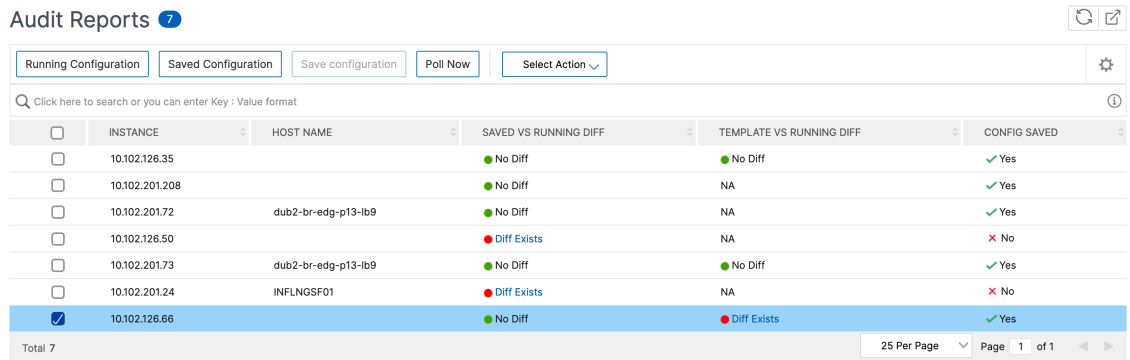 Audit Reports 7
Running Configuration Saved Configuration Save configuration Poll Now Select Action
Click here to search or you can enter Key : Value format
INSTANCE HOST NAME SAVED VS RUNNING DIFF TEMPLATE VS RUNNING DIFF CONFIG SAVED
10.102.126.35 No Diff No Diff Yes
10.102.201.208 No Diff NA Yes
10.102.201.72 dub2-br-edg-p13-lb9 No Diff NA Yes
10.102.126.50 Diff Exists NA No
10.102.201.73 dub2-br-edg-p13-lb9 No Diff No Diff Yes
10.102.201.24 INFLNGSF01 Diff Exists NA No
10.102.126.66 No Diff Diff Exists Yes
Total 7 25 Per Page Page 1 of 1